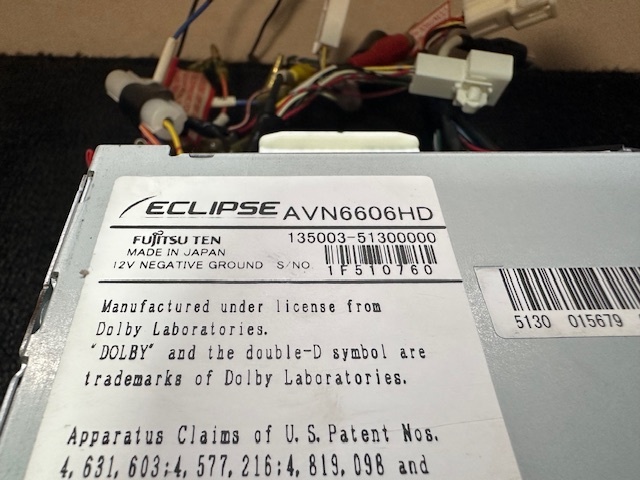 ECLIPSE AVN6606HD
FUJITSU TEN 135003-51300000
MADE IN JAPAN
12V NEGATIVE GROUND S/NO. 1F510760
Manufactured under license from
Dolby Laboratories.
"DOLBY" and the double-D symbol are
trademarks of Dolby Laboratories.
Apparatus Claims of U.S.Patent Nos.
4,631,603;4,577,216;4,819,098 and
5130 015679